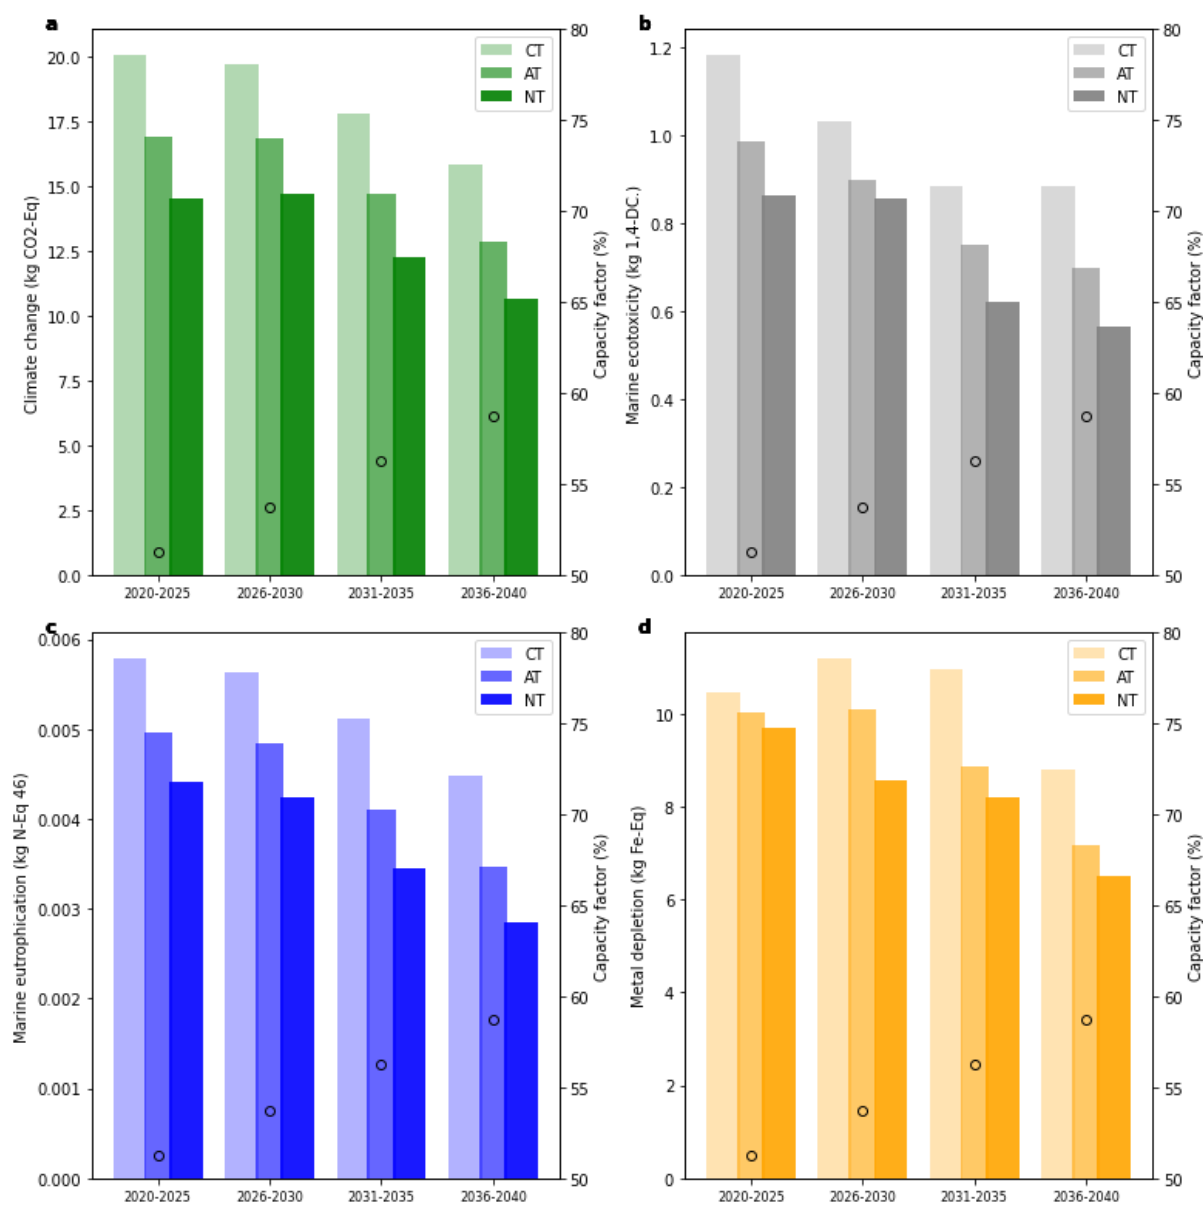 a
CT
AT
NT
20.0
17.5
15.0
12.5
10.0
7.5
5.0
2.5
0.0
Climate change (kg CO2-Eq)
80
75
70
65
60
55
50
Capacity factor (%)
2020-2025 2026-2030 2031-2035 2036-2040
b
CT
AT
NT
1.2
1.0
0.8
0.6
0.4
0.2
0.0
Marine ecotoxicity (kg 1,4-DC.)
80
75
70
65
60
55
50
Capacity factor (%)
2020-2025 2026-2030 2031-2035 2036-2040
c
CT
AT
NT
0.006
0.005
0.004
0.003
0.002
0.001
0.000
Marine eutrophication (kg N-Eq 46)
80
75
70
65
60
55
50
Capacity factor (%)
2020-2025 2026-2030 2031-2035 2036-2040
d
CT
AT
NT
10
8
6
4
2
0
Metal depletion (kg Fe-Eq)
80
75
70
65
60
55
50
Capacity factor (%)
2020-2025 2026-2030 2031-2035 2036-2040